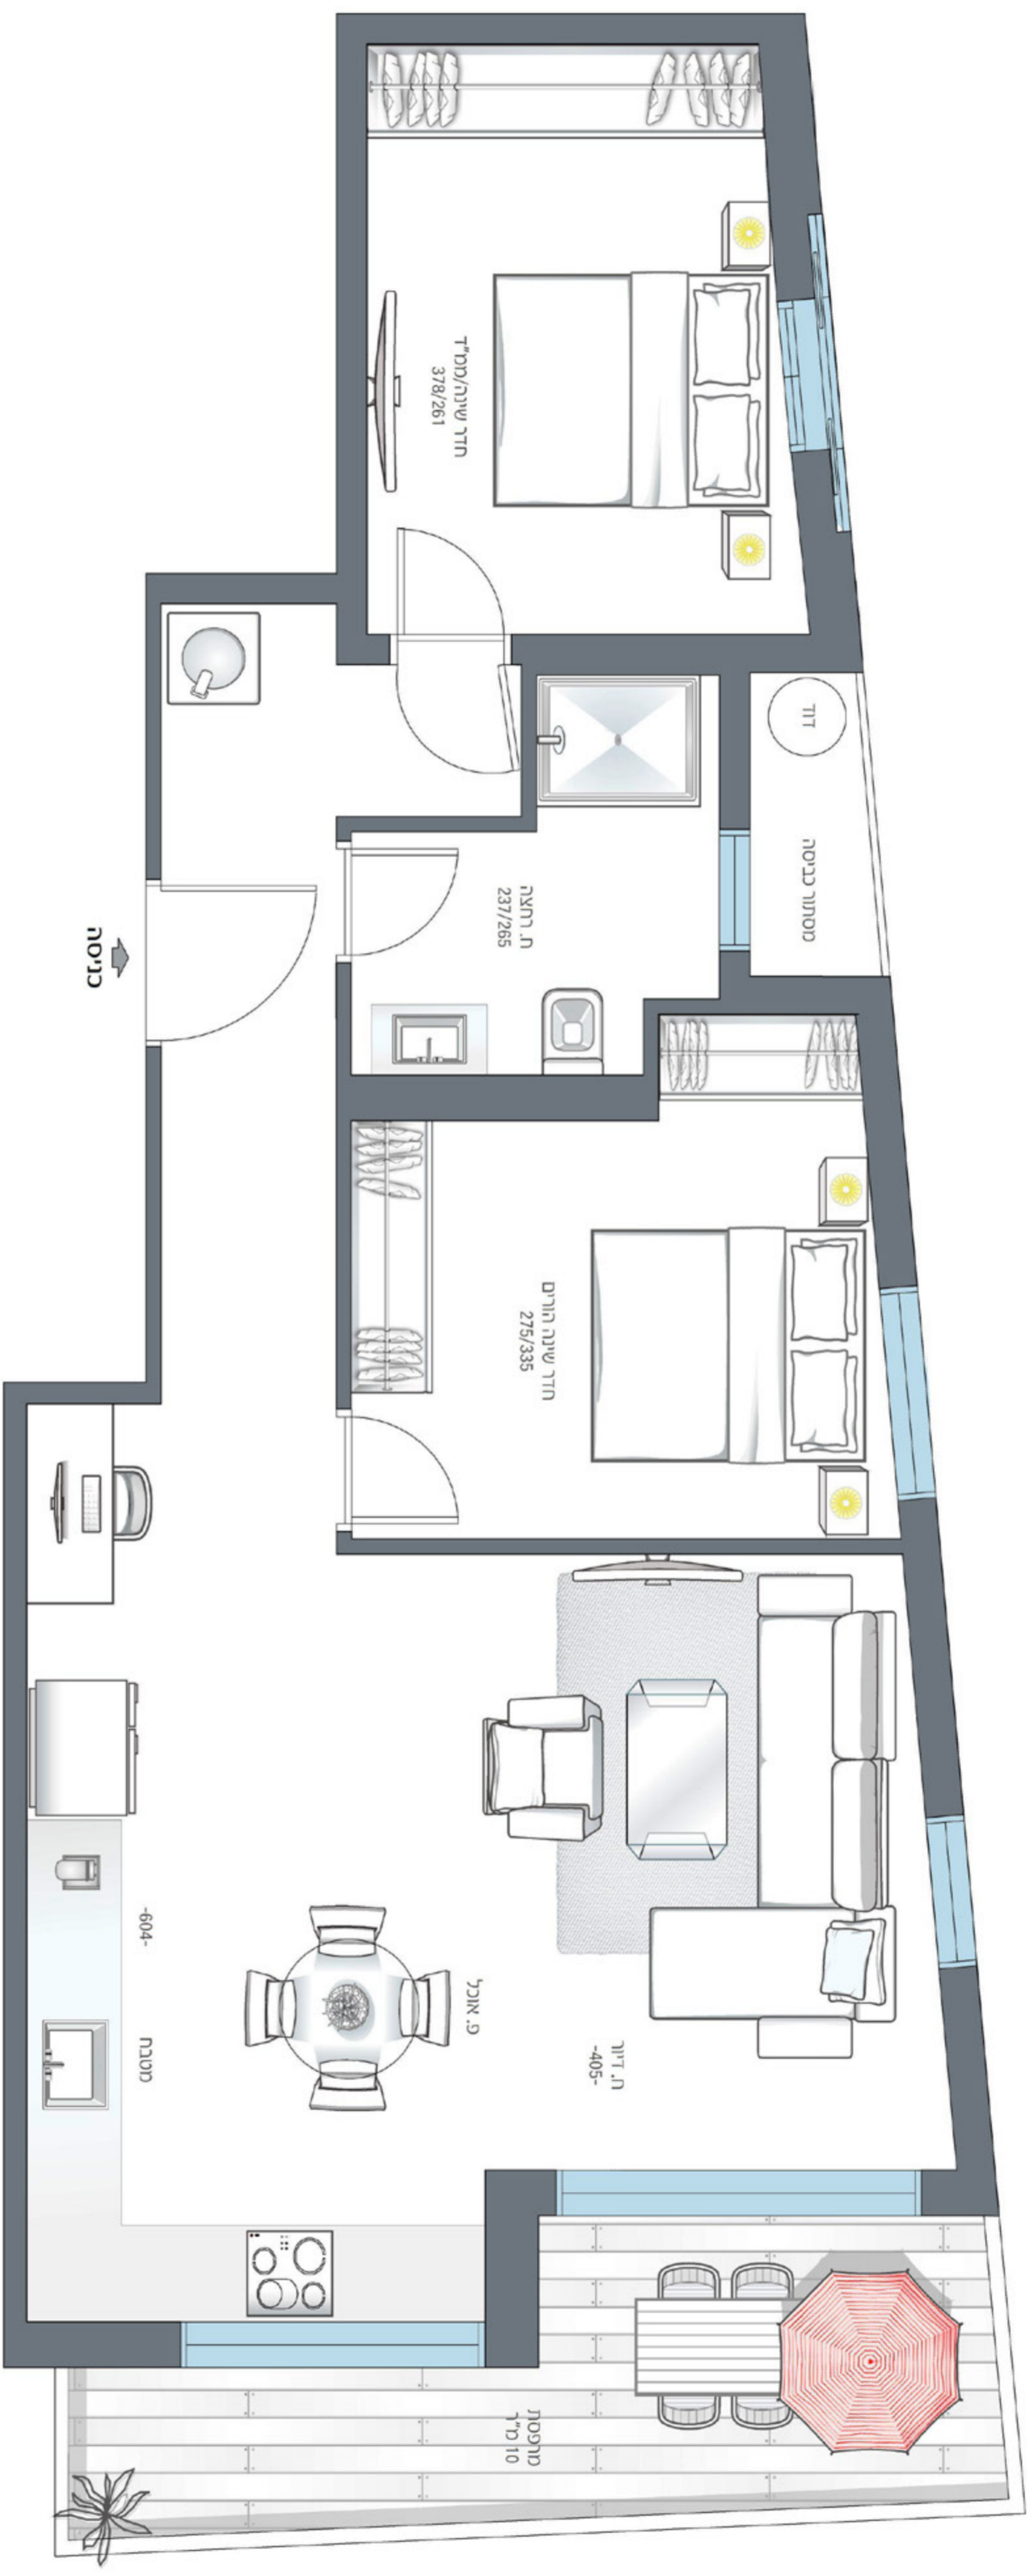 חדר שינה/ממ"ד
378/261
דוד
מסתור כביסה
ח. רחצה
237/265
כניסה
חדר שינה הורים
275/335
-604-
מטבח
פ. אוכל
ח. דיור
-405-
מרפסת
10 מ"ר